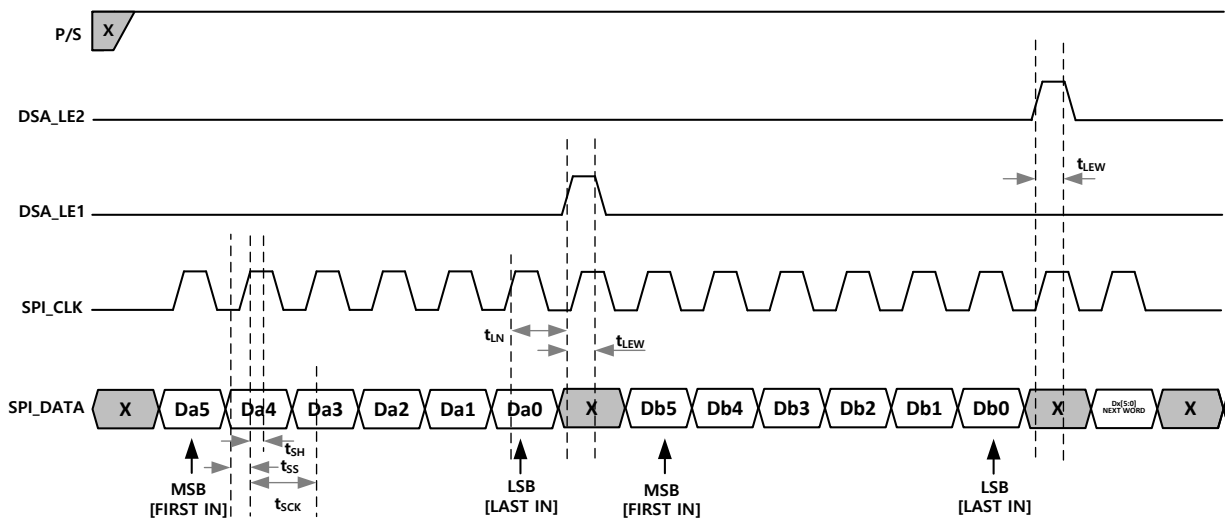 P/S
X
DSA_LE2
tLEW
DSA_LE1
SPI_CLK
tLN
tLEW
SPI_DATA
X Da5 Da4 Da3 Da2 Da1 Da0 X Db5 Db4 Db3 Db2 Db1 Db0 X Dx[5:0] X
NEXT WORD
tSH
tSS
tSCK
MSB
[FIRST IN]
LSB
[LAST IN]
MSB
[FIRST IN]
LSB
[LAST IN]